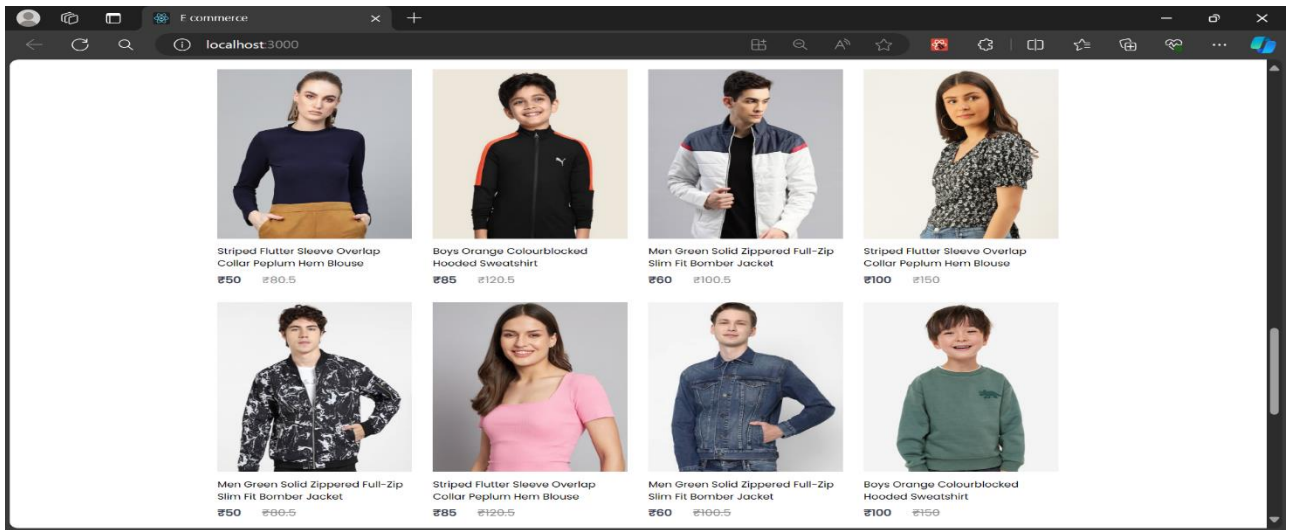 E commerce
localhost:3000
Striped Flutter Sleeve Overlap
Collar Peplum Hem Blouse
₹50 ₹80.5
Boys Orange Colourblocked
Hooded Sweatshirt
₹85 ₹120.5
Men Green Solid Zippered Full-Zip
Slim Fit Bomber Jacket
₹60 ₹100.5
Striped Flutter Sleeve Overlap
Collar Peplum Hem Blouse
₹100 ₹150
Men Green Solid Zippered Full-Zip
Slim Fit Bomber Jacket
₹50 ₹80.5
Striped Flutter Sleeve Overlap
Collar Peplum Hem Blouse
₹85 ₹120.5
Men Green Solid Zippered Full-Zip
Slim Fit Bomber Jacket
₹60 ₹100.5
Boys Orange Colourblocked
Hooded Sweatshirt
₹100 ₹150